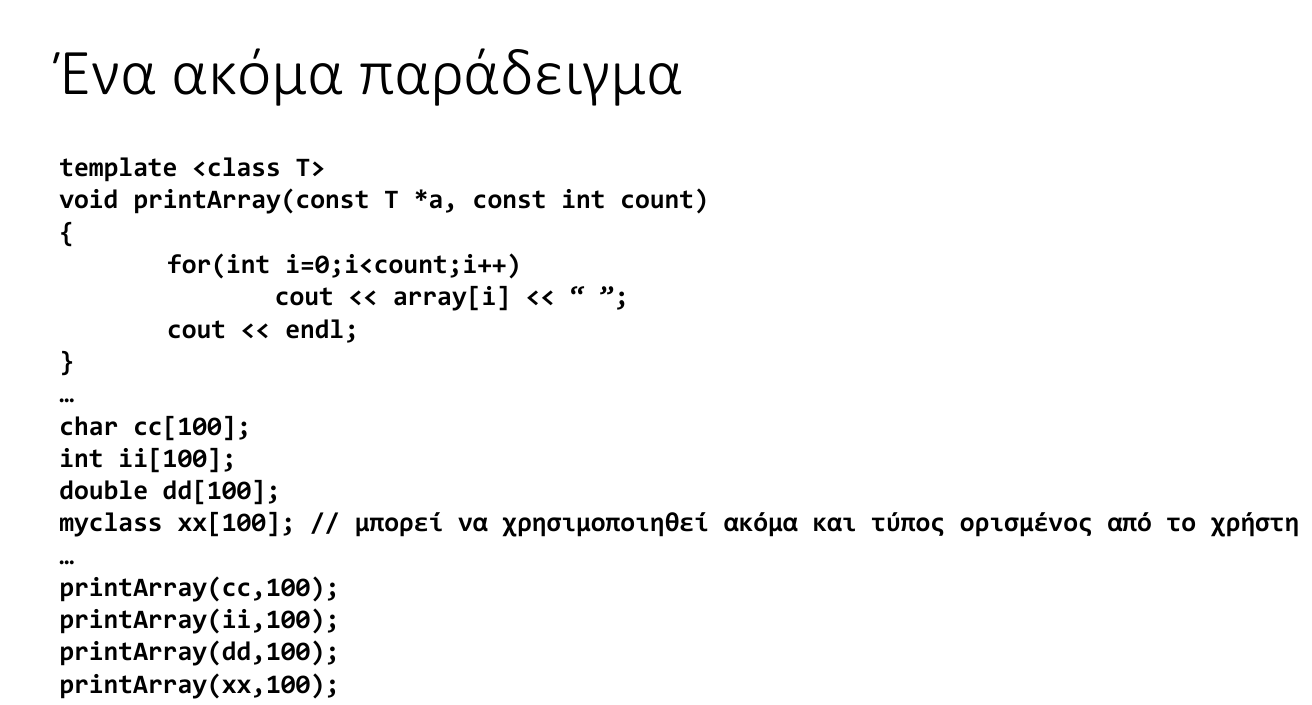 Ένα ακόμα παράδειγμα
template <class T>
void printArray(const T *a, const int count)
{
for(int i=0;i<count;i++)
cout << array[i] << “ ”;
cout << endl;
}
…
char cc[100];
int ii[100];
double dd[100];
myclass xx[100]; // μπορεί να χρησιμοποιηθεί ακόμα και τύπος ορισμένος από το χρήστη
…
printArray(cc,100);
printArray(ii,100);
printArray(dd,100);
printArray(xx,100);